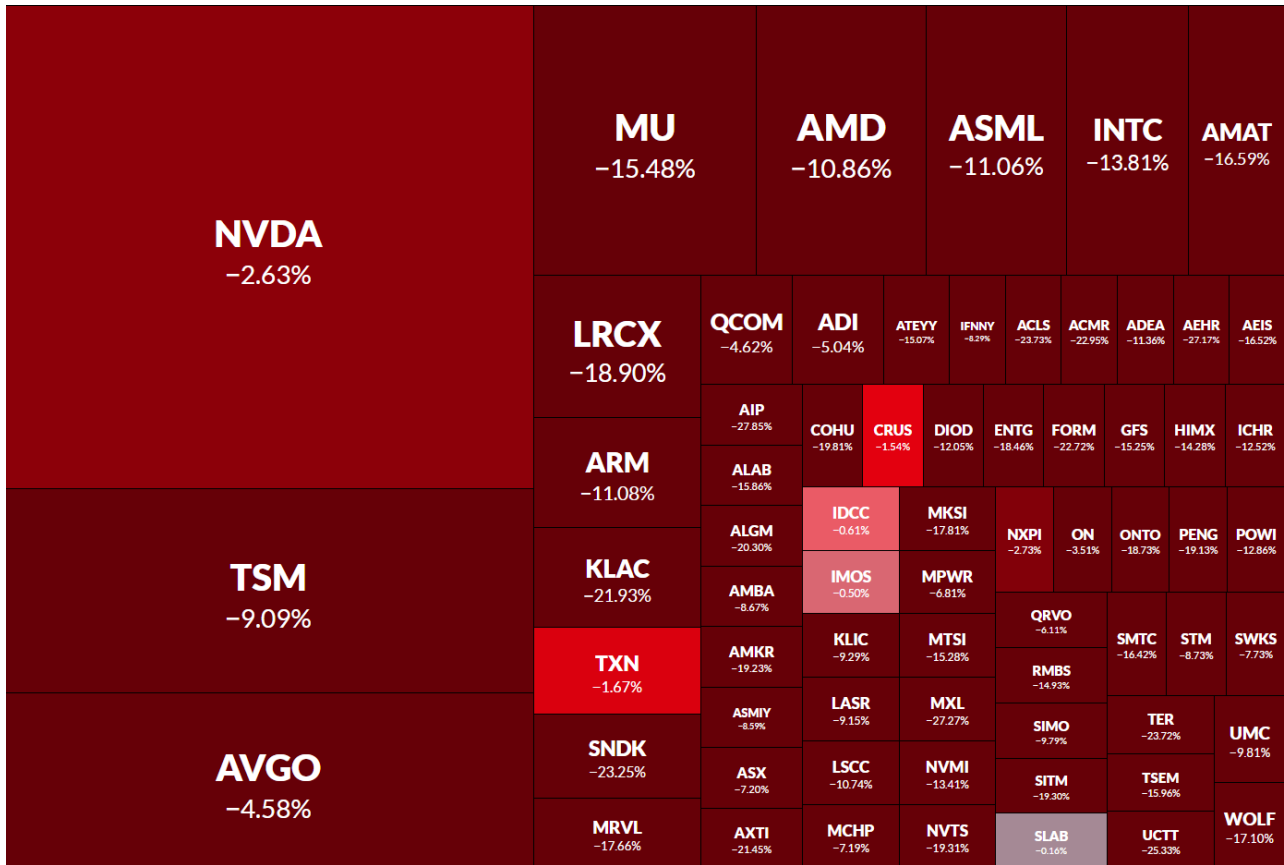 NVDA
−2.63%
TSM
−9.09%
AVGO
−4.58%
MU
−15.48%
AMD
−10.86%
ASML
−11.06%
INTC
−13.81%
AMAT
−16.59%
LRCX
−18.90%
ARM
−11.08%
KLAC
−21.93%
TXN
−1.67%
SNDK
−23.25%
MRVL
−17.66%
QCOM
−4.62%
ADI
−5.04%
ATEYY
−15.07%
IFNNY
−8.29%
ACLS
−23.73%
ACMR
−22.95%
ADEA
−11.36%
AEHR
−27.17%
AEIS
−16.52%
AIP
−27.85%
ALAB
−15.86%
ALGM
−20.30%
AMBA
−8.67%
AMKR
−19.23%
ASMIY
−8.59%
ASX
−7.20%
AXTI
−21.45%
COHU
−19.81%
CRUS
−1.54%
DIOD
−12.05%
ENTG
−18.46%
FORM
−22.72%
GFS
−15.25%
HIMX
−14.28%
ICHR
−12.52%
IDCC
−0.61%
IMOS
−0.50%
KLIC
−9.29%
LASR
−9.15%
LSCC
−10.74%
MCHP
−7.19%
MKSI
−17.81%
MPWR
−6.81%
MTSI
−15.28%
MXL
−27.27%
NVMI
−13.41%
NVTS
−19.31%
NXPI
−2.73%
ON
−3.51%
ONTO
−18.73%
PENG
−19.13%
POWI
−12.86%
QRVO
−6.11%
RMBS
−14.93%
SIMO
−9.79%
SITM
−19.30%
SLAB
−0.16%
SMTC
−16.42%
STM
−8.73%
SWKS
−7.73%
TER
−23.72%
TSEM
−15.96%
UCTT
−25.33%
UMC
−9.81%
WOLF
−17.10%